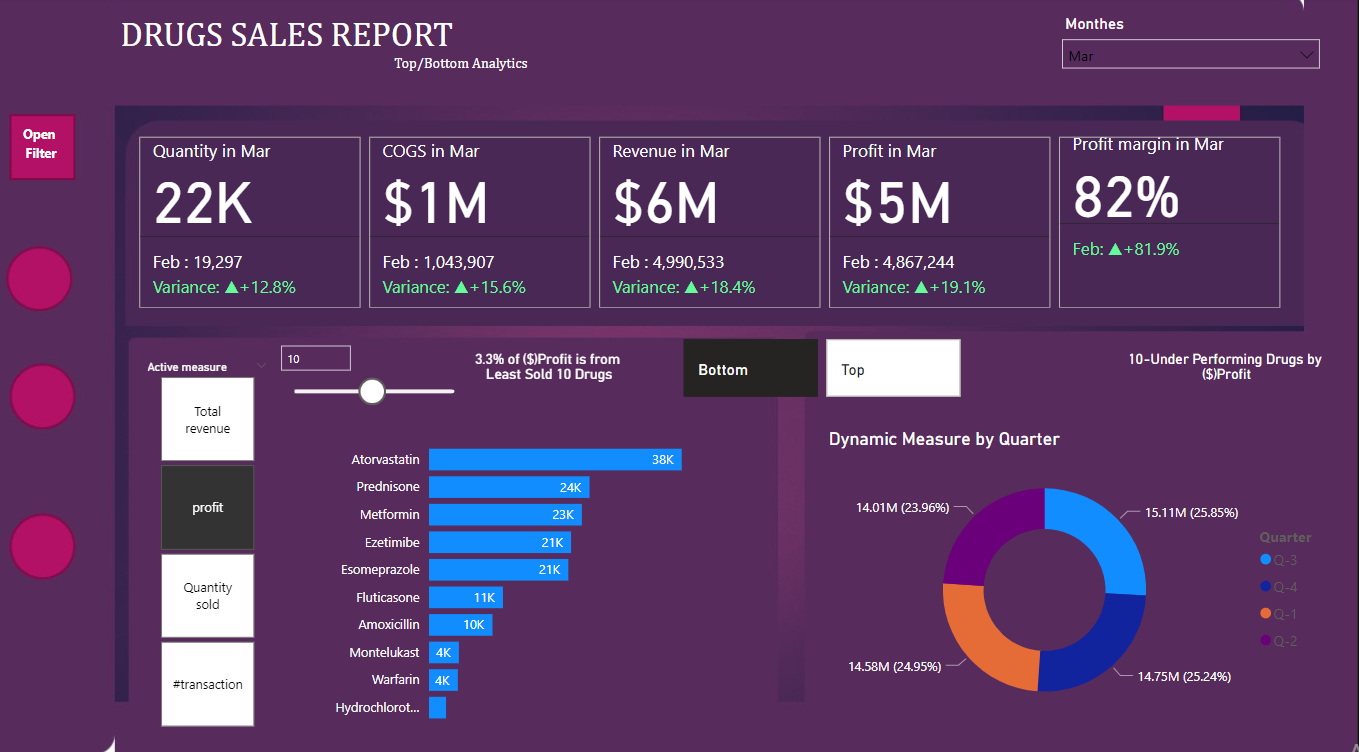 DRUGS SALES REPORT
Top/Bottom Analytics
Monthes
Mar
Open
Filter
Quantity in Mar
22K
Feb : 19,297
Variance: ▲+12.8%
COGS in Mar
$1M
Feb : 1,043,907
Variance: ▲+15.6%
Revenue in Mar
$6M
Feb : 4,990,533
Variance: ▲+18.4%
Profit in Mar
$5M
Feb : 4,867,244
Variance: ▲+19.1%
Profit margin in Mar
82%
Feb: ▲+81.9%
Active measure
Total
revenue
profit
Quantity
sold
#transaction
10
3.3% of ($)Profit is from
Least Sold 10 Drugs
Bottom
Top
10-Under Performing Drugs by
($)Profit
Atorvastatin 38K
Prednisone 24K
Metformin 23K
Ezetimibe 21K
Esomeprazole 21K
Fluticasone 11K
Amoxicillin 10K
Montelukast 4K
Warfarin 4K
Hydrochlorot...
Dynamic Measure by Quarter
14.01M (23.96%)
15.11M (25.85%)
14.58M (24.95%)
14.75M (25.24%)
Quarter
Q-3
Q-4
Q-1
Q-2